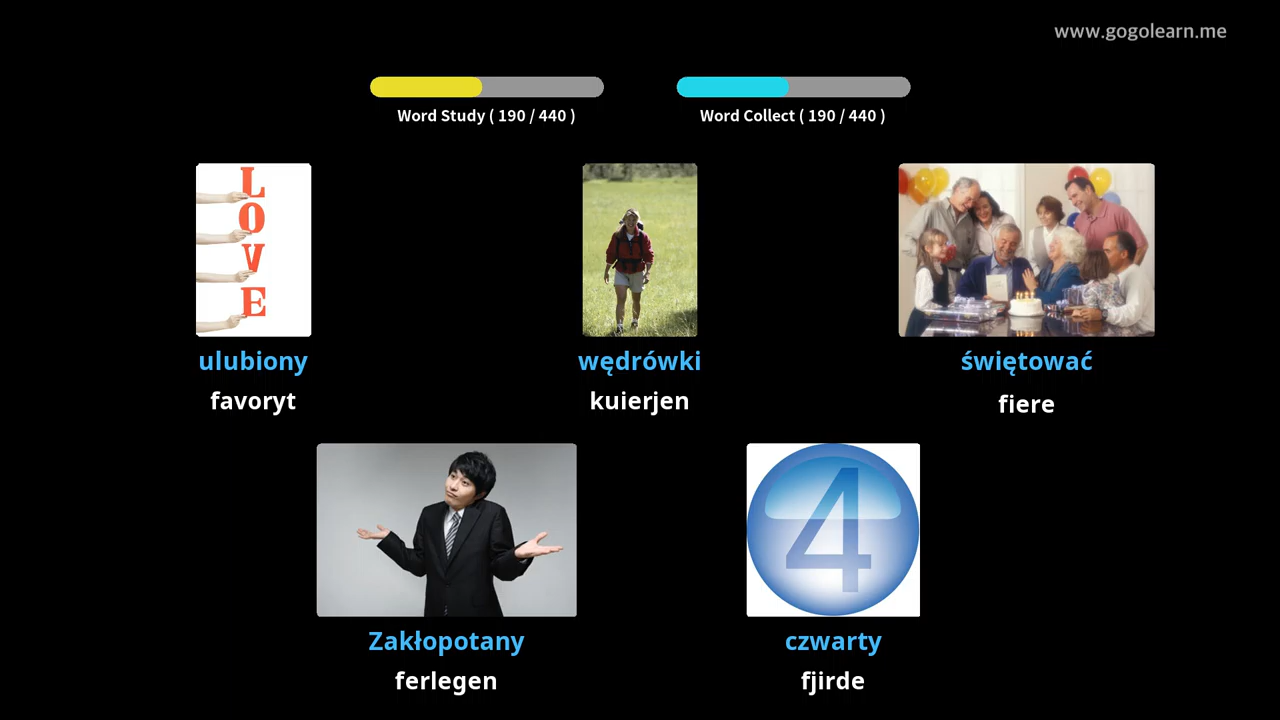 www.gogolearn.me
Word Study ( 190 / 440 )
Word Collect ( 190 / 440 )
L
O
V
E
ulubiony
favoryt
wędrówki
kuierjen
świętować
fiere
4
Zakłopotany
ferlegen
czwarty
fjirde